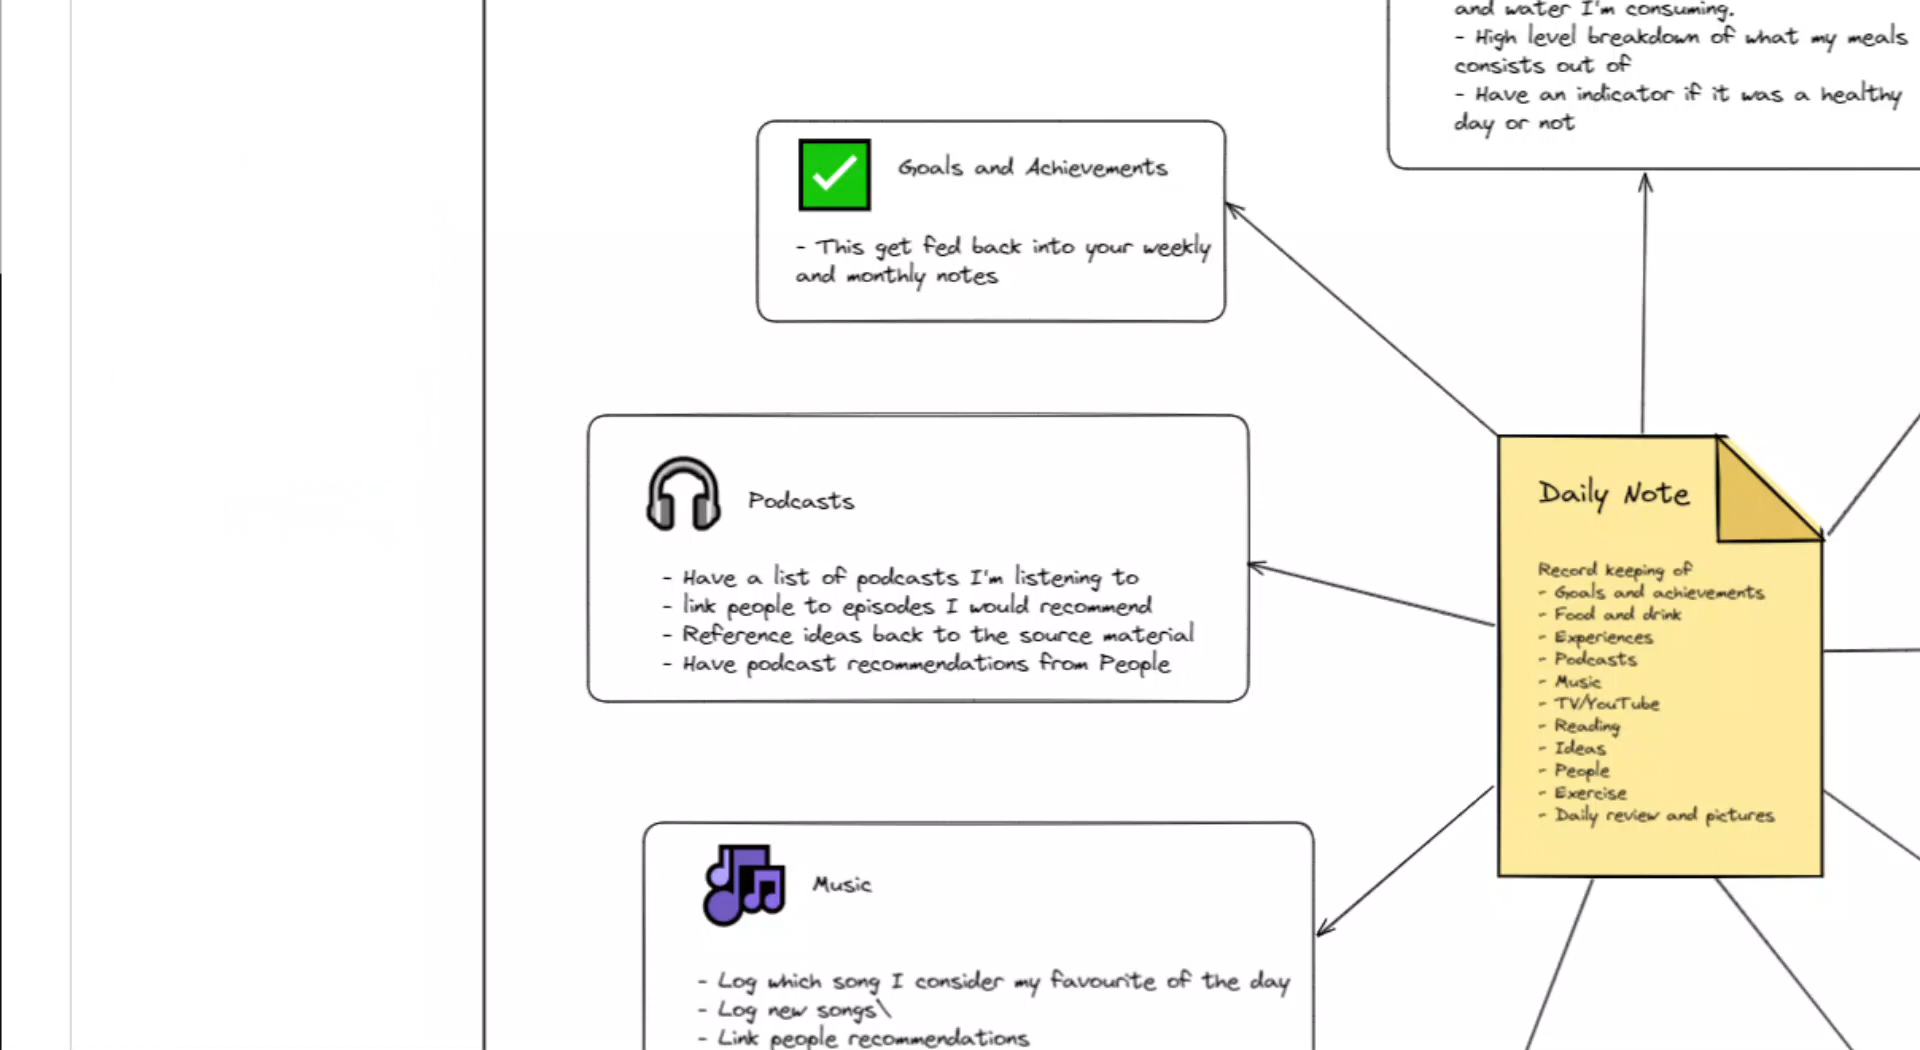 and water I'm consuming.
- High level breakdown of what my meals
consists out of
- Have an indicator if it was a healthy
day or not
Goals and Achievements
- This get fed back into your weekly
and monthly notes
Podcasts
- Have a list of podcasts I'm listening to
- link people to episodes I would recommend
- Reference ideas back to the source material
- Have podcast recommendations from People
Daily Note
Record keeping of
- Goals and achievements
- Food and drink
- Experiences
- Podcasts
- Music
- TV/YouTube
- Reading
- Ideas
- People
- Exercise
- Daily review and pictures
Music
- Log which song I consider my favourite of the day
- Log new songs\
- Link people recommendations